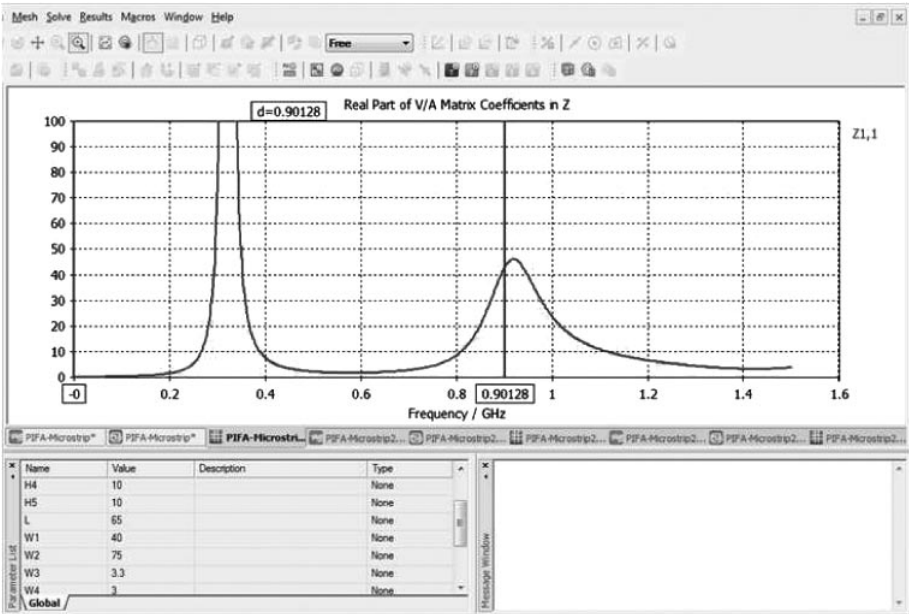 Mesh Solve Results Macros Window Help
Free
d=0.90128
Real Part of V/A Matrix Coefficients in Z
Z1,1
100
90
80
70
60
50
40
30
20
10
0
-0 0.2 0.4 0.6 0.8 0.90128 1 1.2 1.4 1.6
Frequency / GHz
PIFA-Microstrip* PIFA-Microstrip* PIFA-Microstri... PIFA-Microstrip2... PIFA-Microstrip2... PIFA-Microstrip2... PIFA-Microstrip2... PIFA-Microstrip2... PIFA-Microstrip2...
Name Value Description Type
H4 10 None
H5 10 None
L 65 None
W1 40 None
W2 75 None
W3 3.3 None
W4 3 None
Global
Parameter List
Message Window